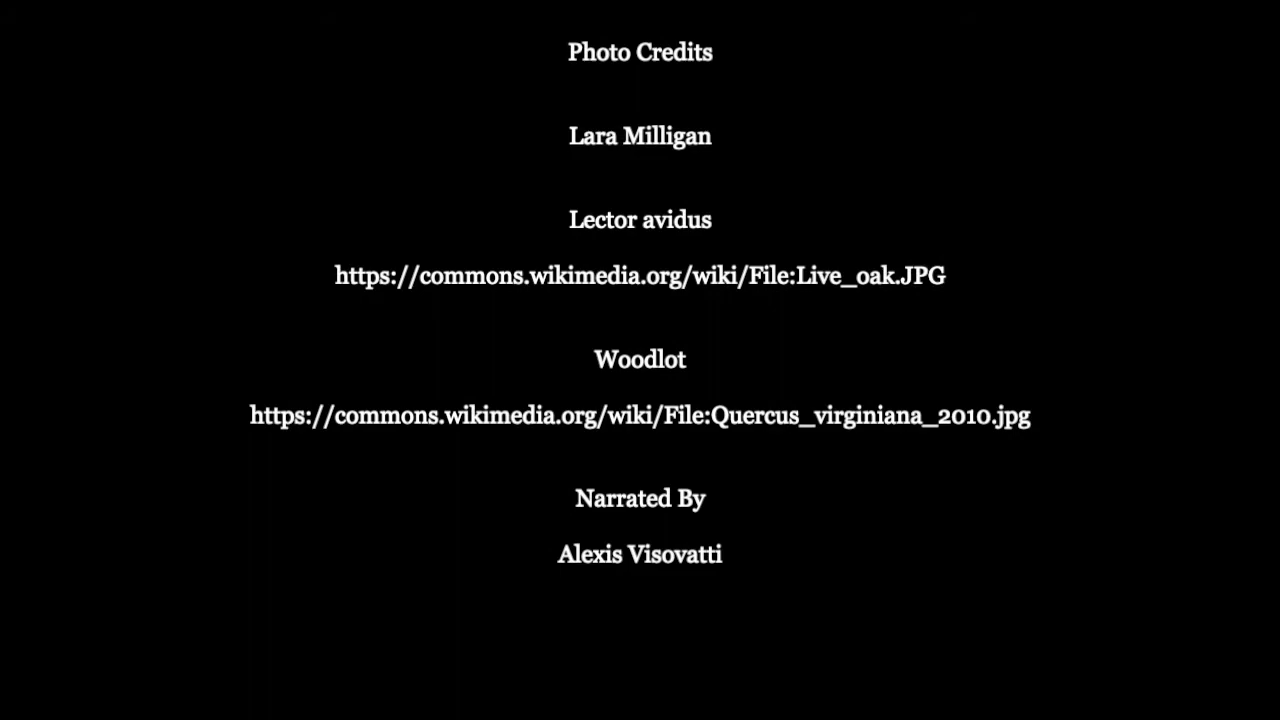 Photo Credits
Lara Milligan
Lector avidus
https://commons.wikimedia.org/wiki/File:Live_oak.JPG
Woodlot
https://commons.wikimedia.org/wiki/File:Quercus_virginiana_2010.jpg
Narrated By
Alexis Visovatti